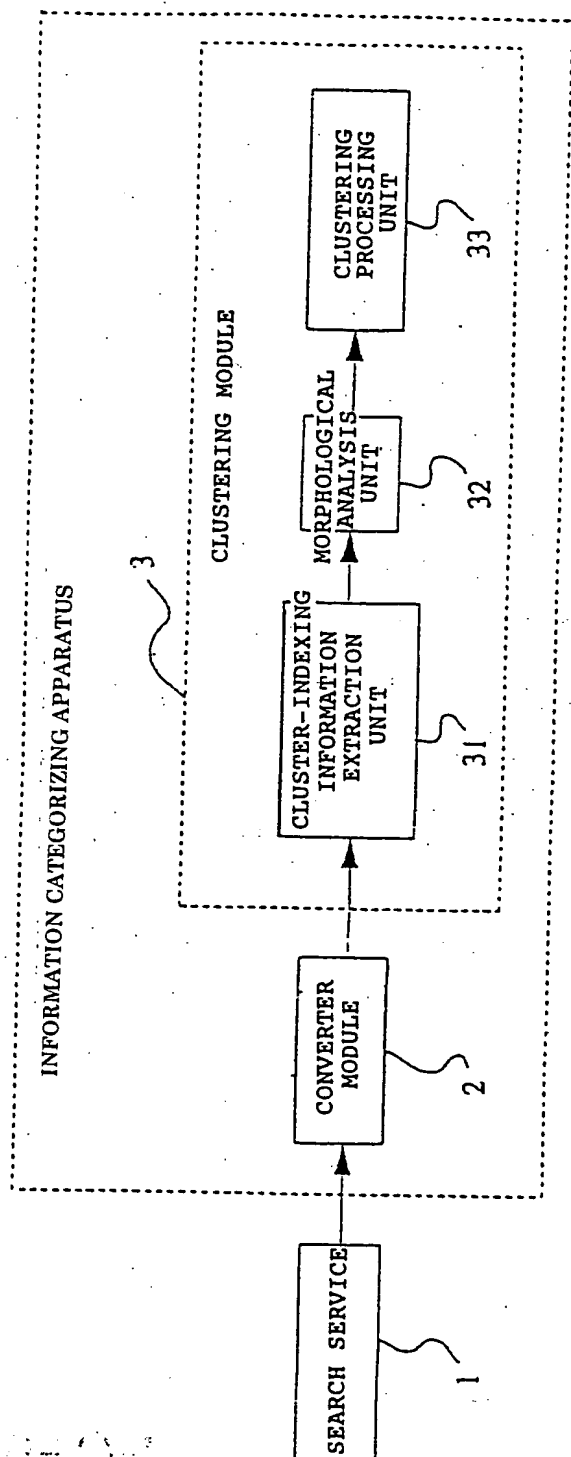 INFORMATION CATEGORIZING APPARATUS
3
CLUSTERING MODULE
SEARCH SERVICE
1
CONVERTER
MODULE
2
CLUSTER-INDEXING
INFORMATION
EXTRACTION
UNIT
31
MORPHOLOGICAL
ANALYSIS
UNIT
32
CLUSTERING
PROCESSING
UNIT
33